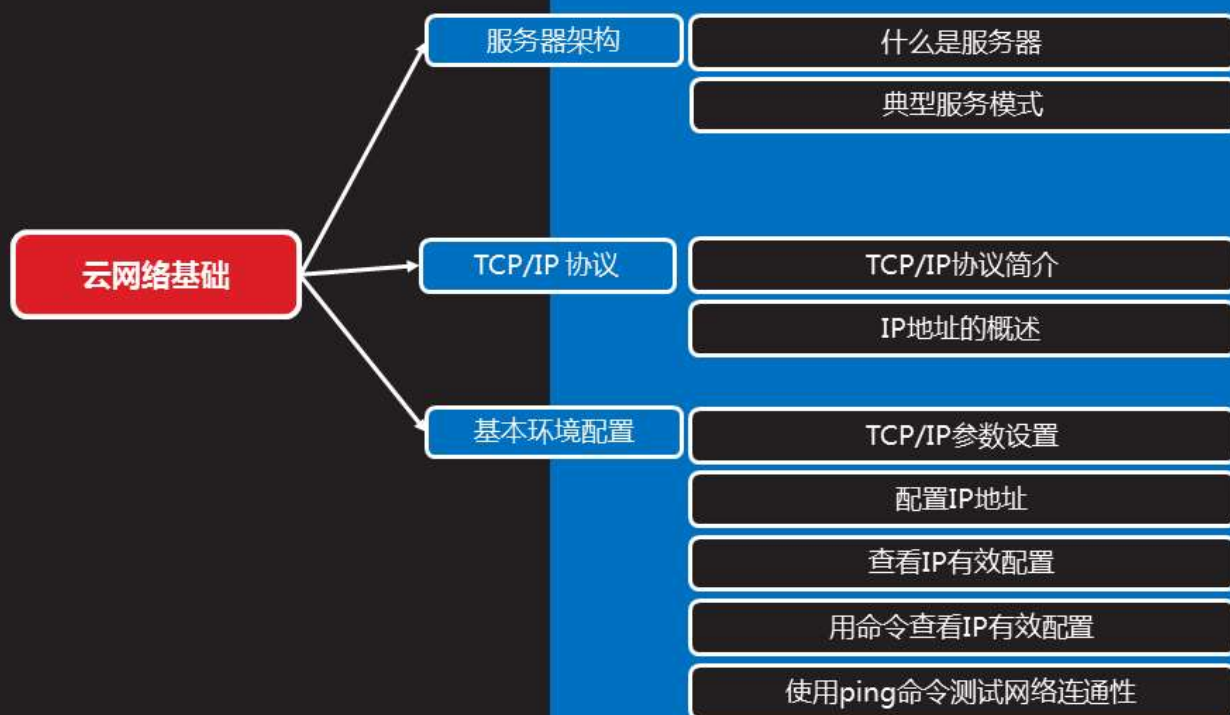 云网络基础
服务器架构
什么是服务器
典型服务模式
TCP/IP 协议
TCP/IP协议简介
IP地址的概述
基本环境配置
TCP/IP参数设置
配置IP地址
查看IP有效配置
用命令查看IP有效配置
使用ping命令测试网络连通性